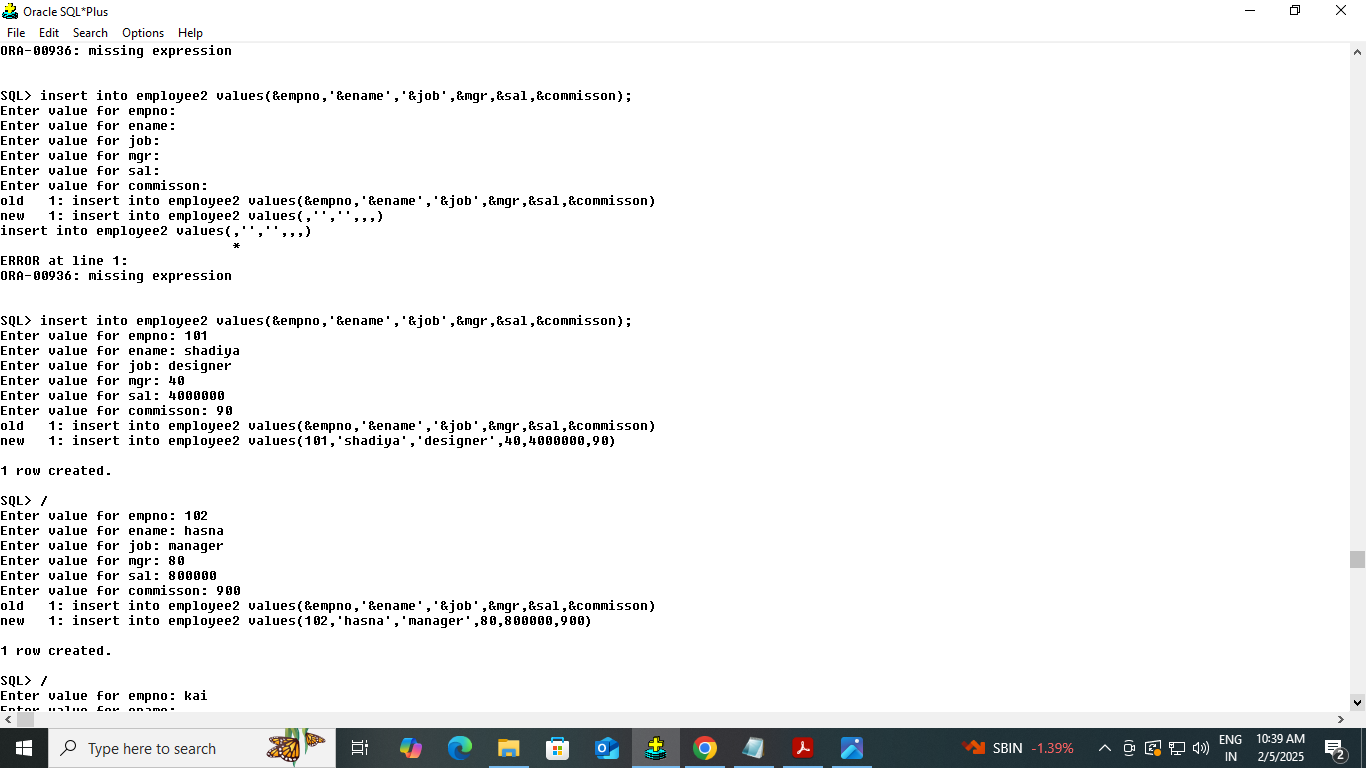 Oracle SQL*Plus
File Edit Search Options Help
ORA-00936: missing expression
SQL> insert into employee2 values(&empno,'&ename','&job',&mgr,&sal,&commisson);
Enter value for empno:
Enter value for ename:
Enter value for job:
Enter value for mgr:
Enter value for sal:
Enter value for commisson:
old   1: insert into employee2 values(&empno,'&ename','&job',&mgr,&sal,&commisson)
new   1: insert into employee2 values(,'','',,,)
insert into employee2 values(,'','',,,)
*
ERROR at line 1:
ORA-00936: missing expression
SQL> insert into employee2 values(&empno,'&ename','&job',&mgr,&sal,&commisson);
Enter value for empno: 101
Enter value for ename: shadiya
Enter value for job: designer
Enter value for mgr: 40
Enter value for sal: 4000000
Enter value for commisson: 90
old   1: insert into employee2 values(&empno,'&ename','&job',&mgr,&sal,&commisson)
new   1: insert into employee2 values(101,'shadiya','designer',40,4000000,90)
1 row created.
SQL> /
Enter value for empno: 102
Enter value for ename: hasna
Enter value for job: manager
Enter value for mgr: 80
Enter value for sal: 800000
Enter value for commisson: 900
old   1: insert into employee2 values(&empno,'&ename','&job',&mgr,&sal,&commisson)
new   1: insert into employee2 values(102,'hasna','manager',80,800000,900)
1 row created.
SQL> /
Enter value for empno: kai
Enter value for ename:
Type here to search
SBIN -1.39%
ENG
IN
10:39 AM
2/5/2025
2